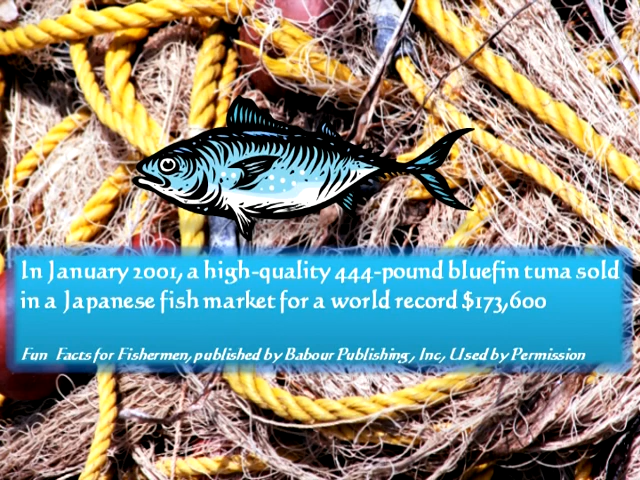 In January 2001, a high-quality 444-pound bluefin tuna sold
in a Japanese fish market for a world record $173,600
Fun Facts for Fishermen, published by Babour Publishing, Inc, Used by Permission